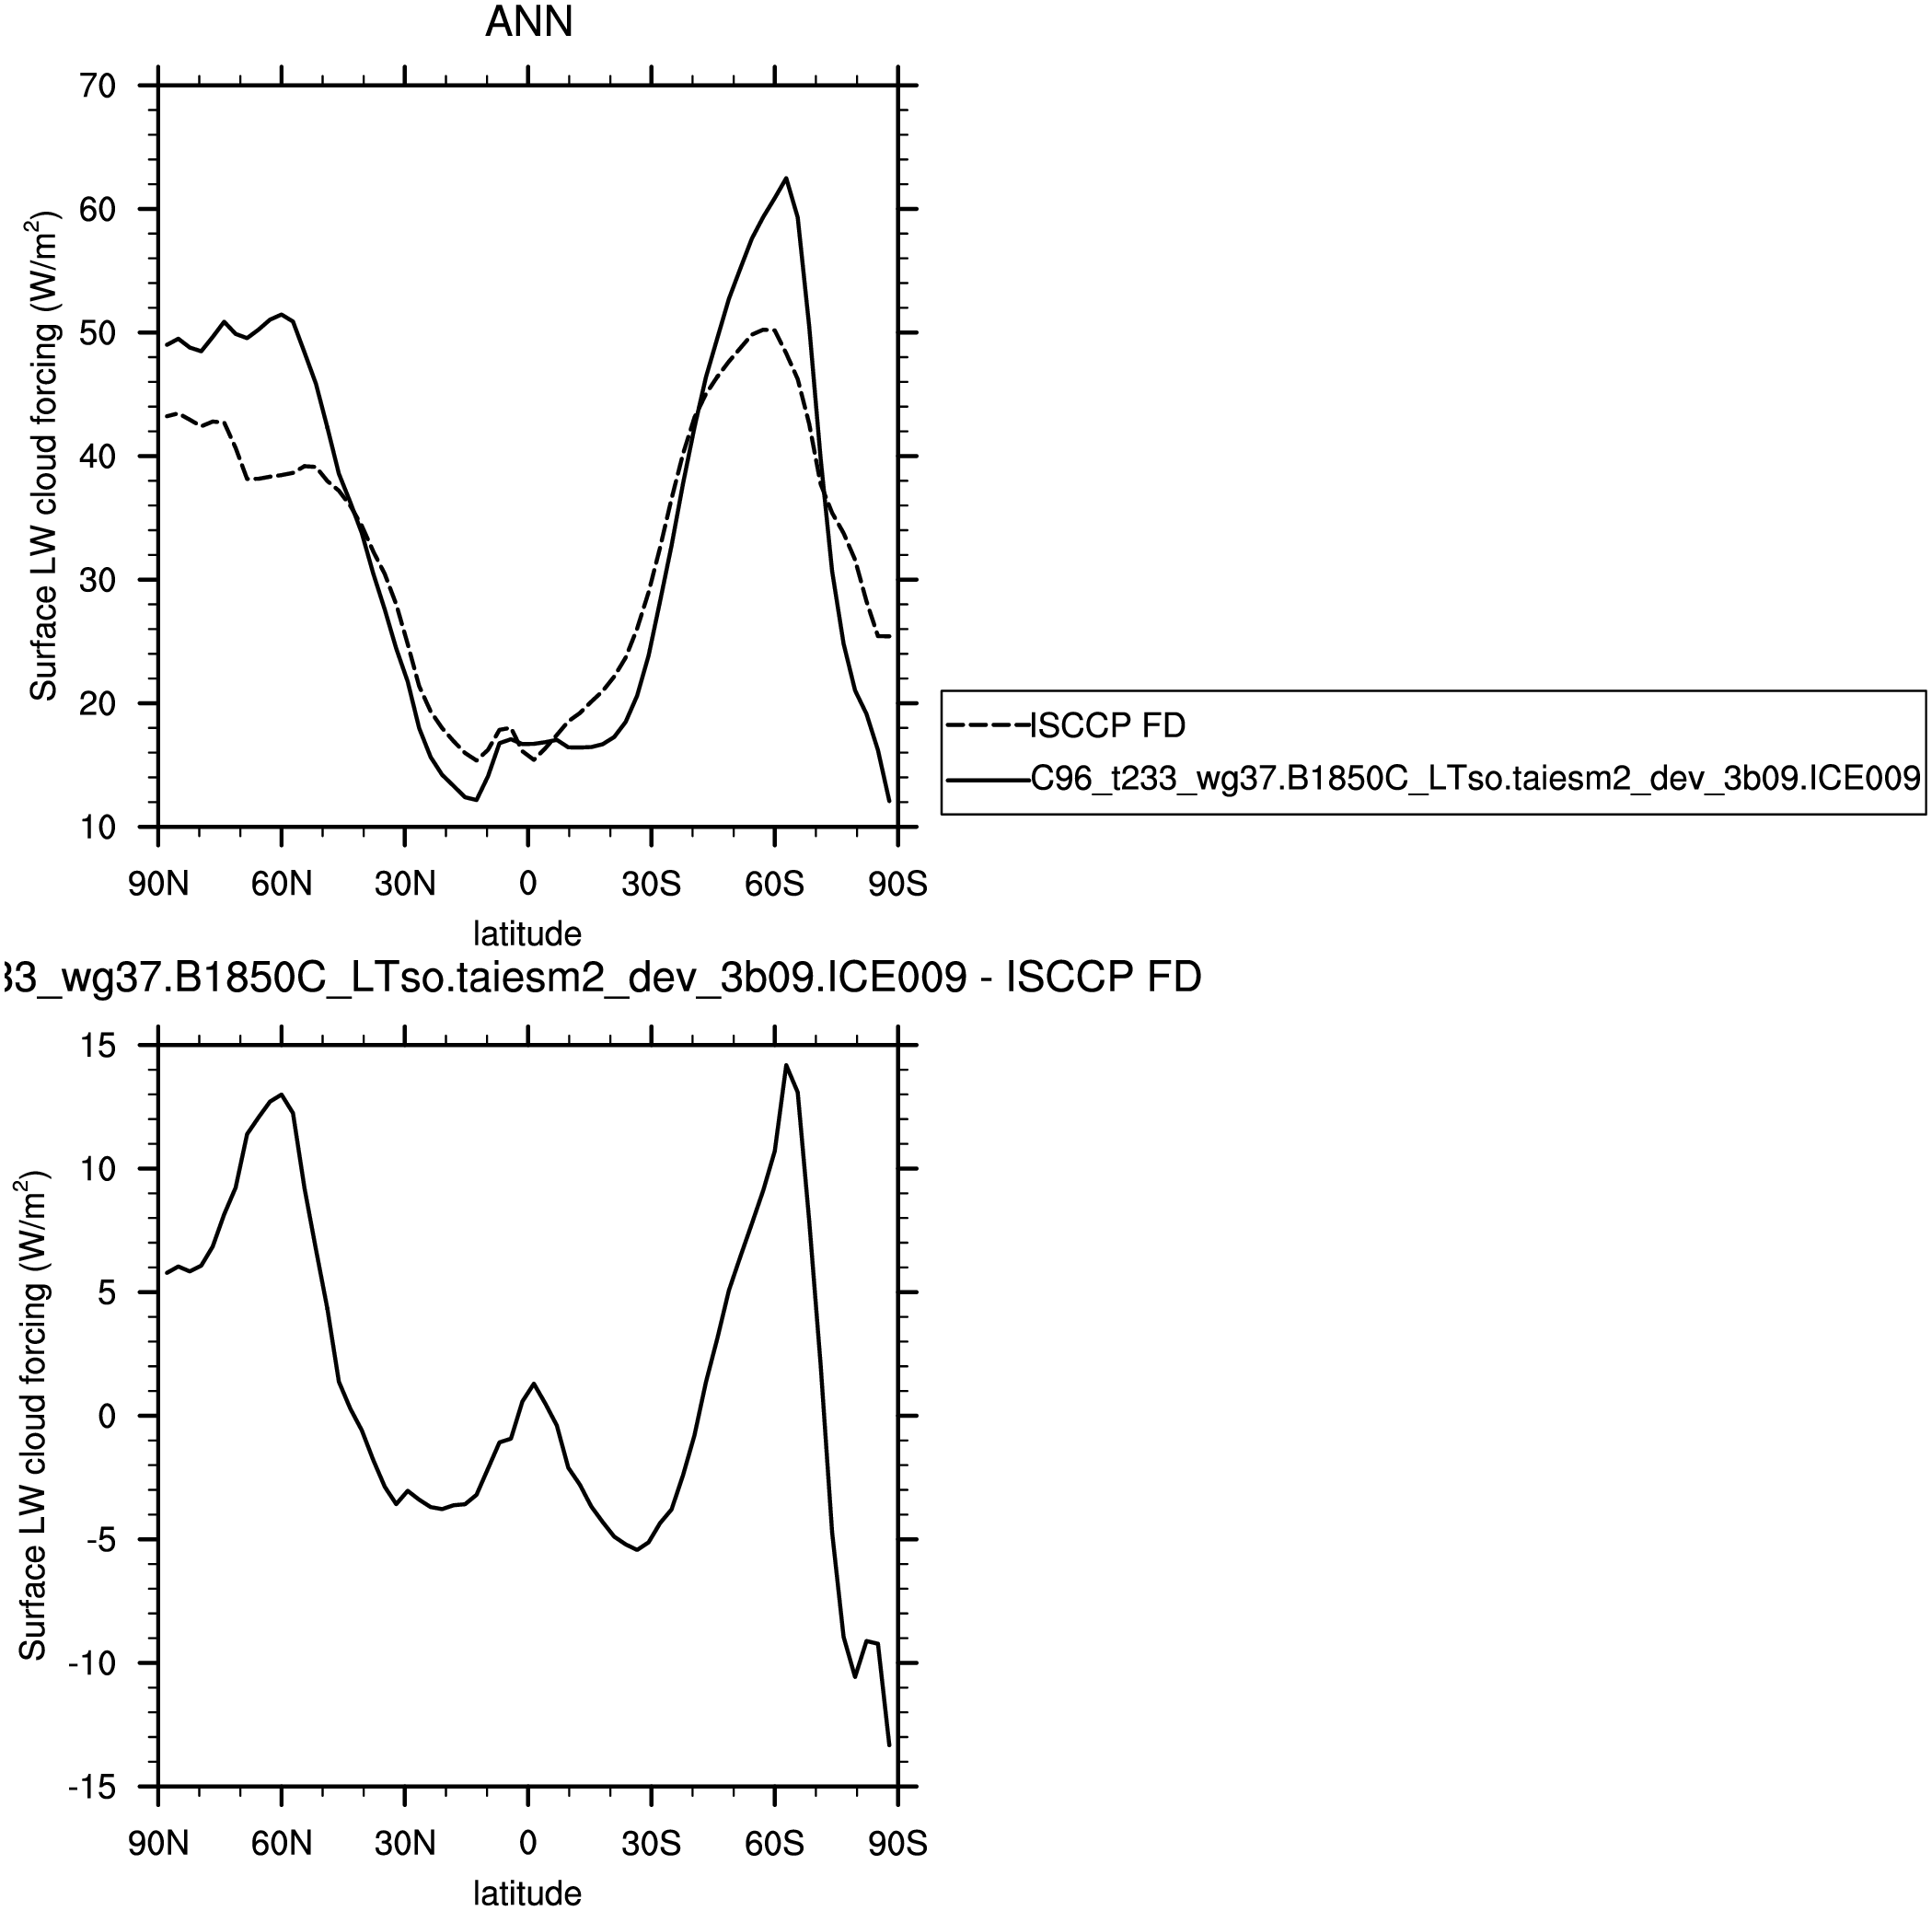 ANN
70
60
50
40
30
20
10
Surface LW cloud forcing (W/m²)
90N 60N 30N 0 30S 60S 90S
latitude
ISCCP FD
C96_t233_wg37.B1850C_LTso.taiesm2_dev_3b09.ICE009
33_wg37.B1850C_LTso.taiesm2_dev_3b09.ICE009 - ISCCP FD
15
10
5
0
-5
-10
-15
Surface LW cloud forcing (W/m²)
90N 60N 30N 0 30S 60S 90S
latitude